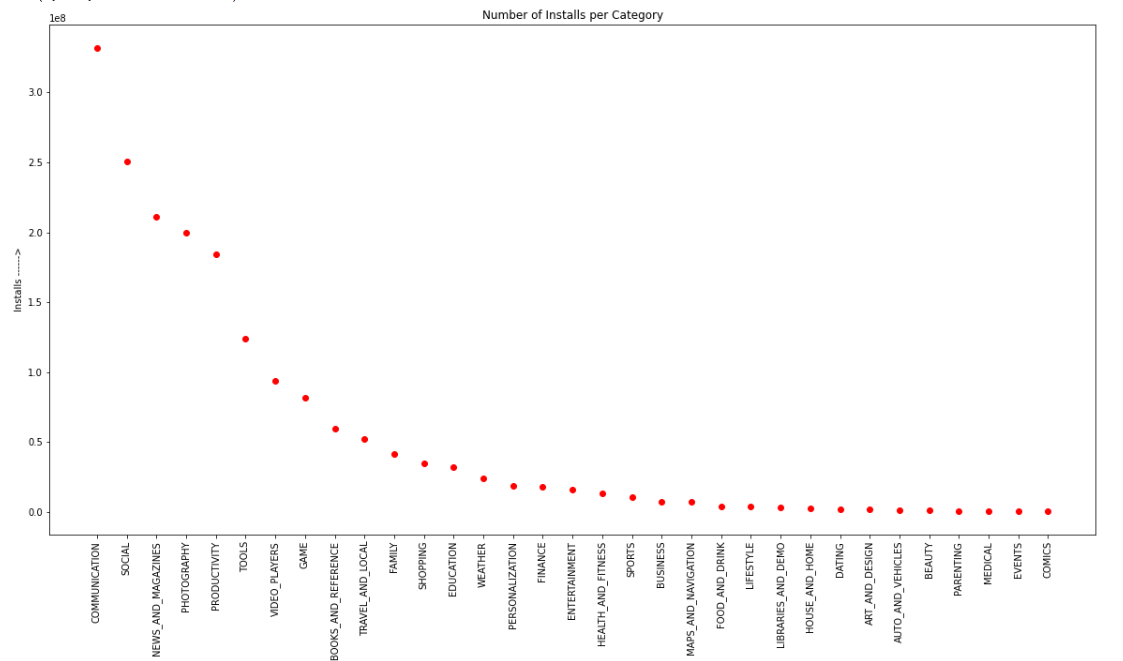 Number of Installs per Category
1e8
3.0
2.5
2.0
1.5
1.0
0.5
0.0
Installs ------>
COMMUNICATION
SOCIAL
NEWS_AND_MAGAZINES
PHOTOGRAPHY
PRODUCTIVITY
TOOLS
VIDEO_PLAYERS
GAME
BOOKS_AND_REFERENCE
TRAVEL_AND_LOCAL
FAMILY
SHOPPING
EDUCATION
WEATHER
PERSONALIZATION
FINANCE
ENTERTAINMENT
HEALTH_AND_FITNESS
SPORTS
BUSINESS
MAPS_AND_NAVIGATION
FOOD_AND_DRINK
LIFESTYLE
LIBRARIES_AND_DEMO
HOUSE_AND_HOME
DATING
ART_AND_DESIGN
AUTO_AND_VEHICLES
BEAUTY
PARENTING
MEDICAL
EVENTS
COMICS